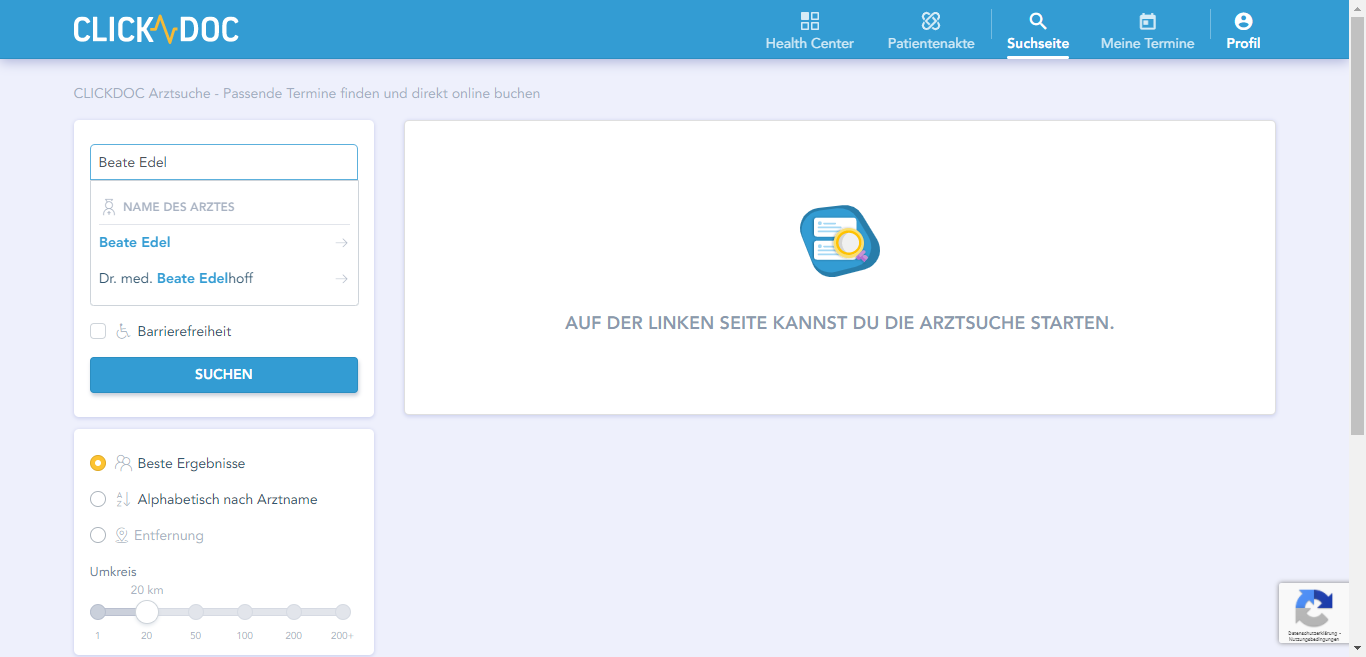 CLICKDOC
Health Center
Patientenakte
Suchseite
Meine Termine
Profil
CLICKDOC Arztsuche - Passende Termine finden und direkt online buchen
Beate Edel
NAME DES ARZTES
Beate Edel
Dr. med. Beate Edelhoff
Barrierefreiheit
SUCHEN
AUF DER LINKEN SEITE KANNST DU DIE ARZTSUCHE STARTEN.
Beste Ergebnisse
Alphabetisch nach Arztname
Entfernung
Umkreis
20 km
1 20 50 100 200 200+
Datenschutzerklärung -
Nutzungsbedingungen